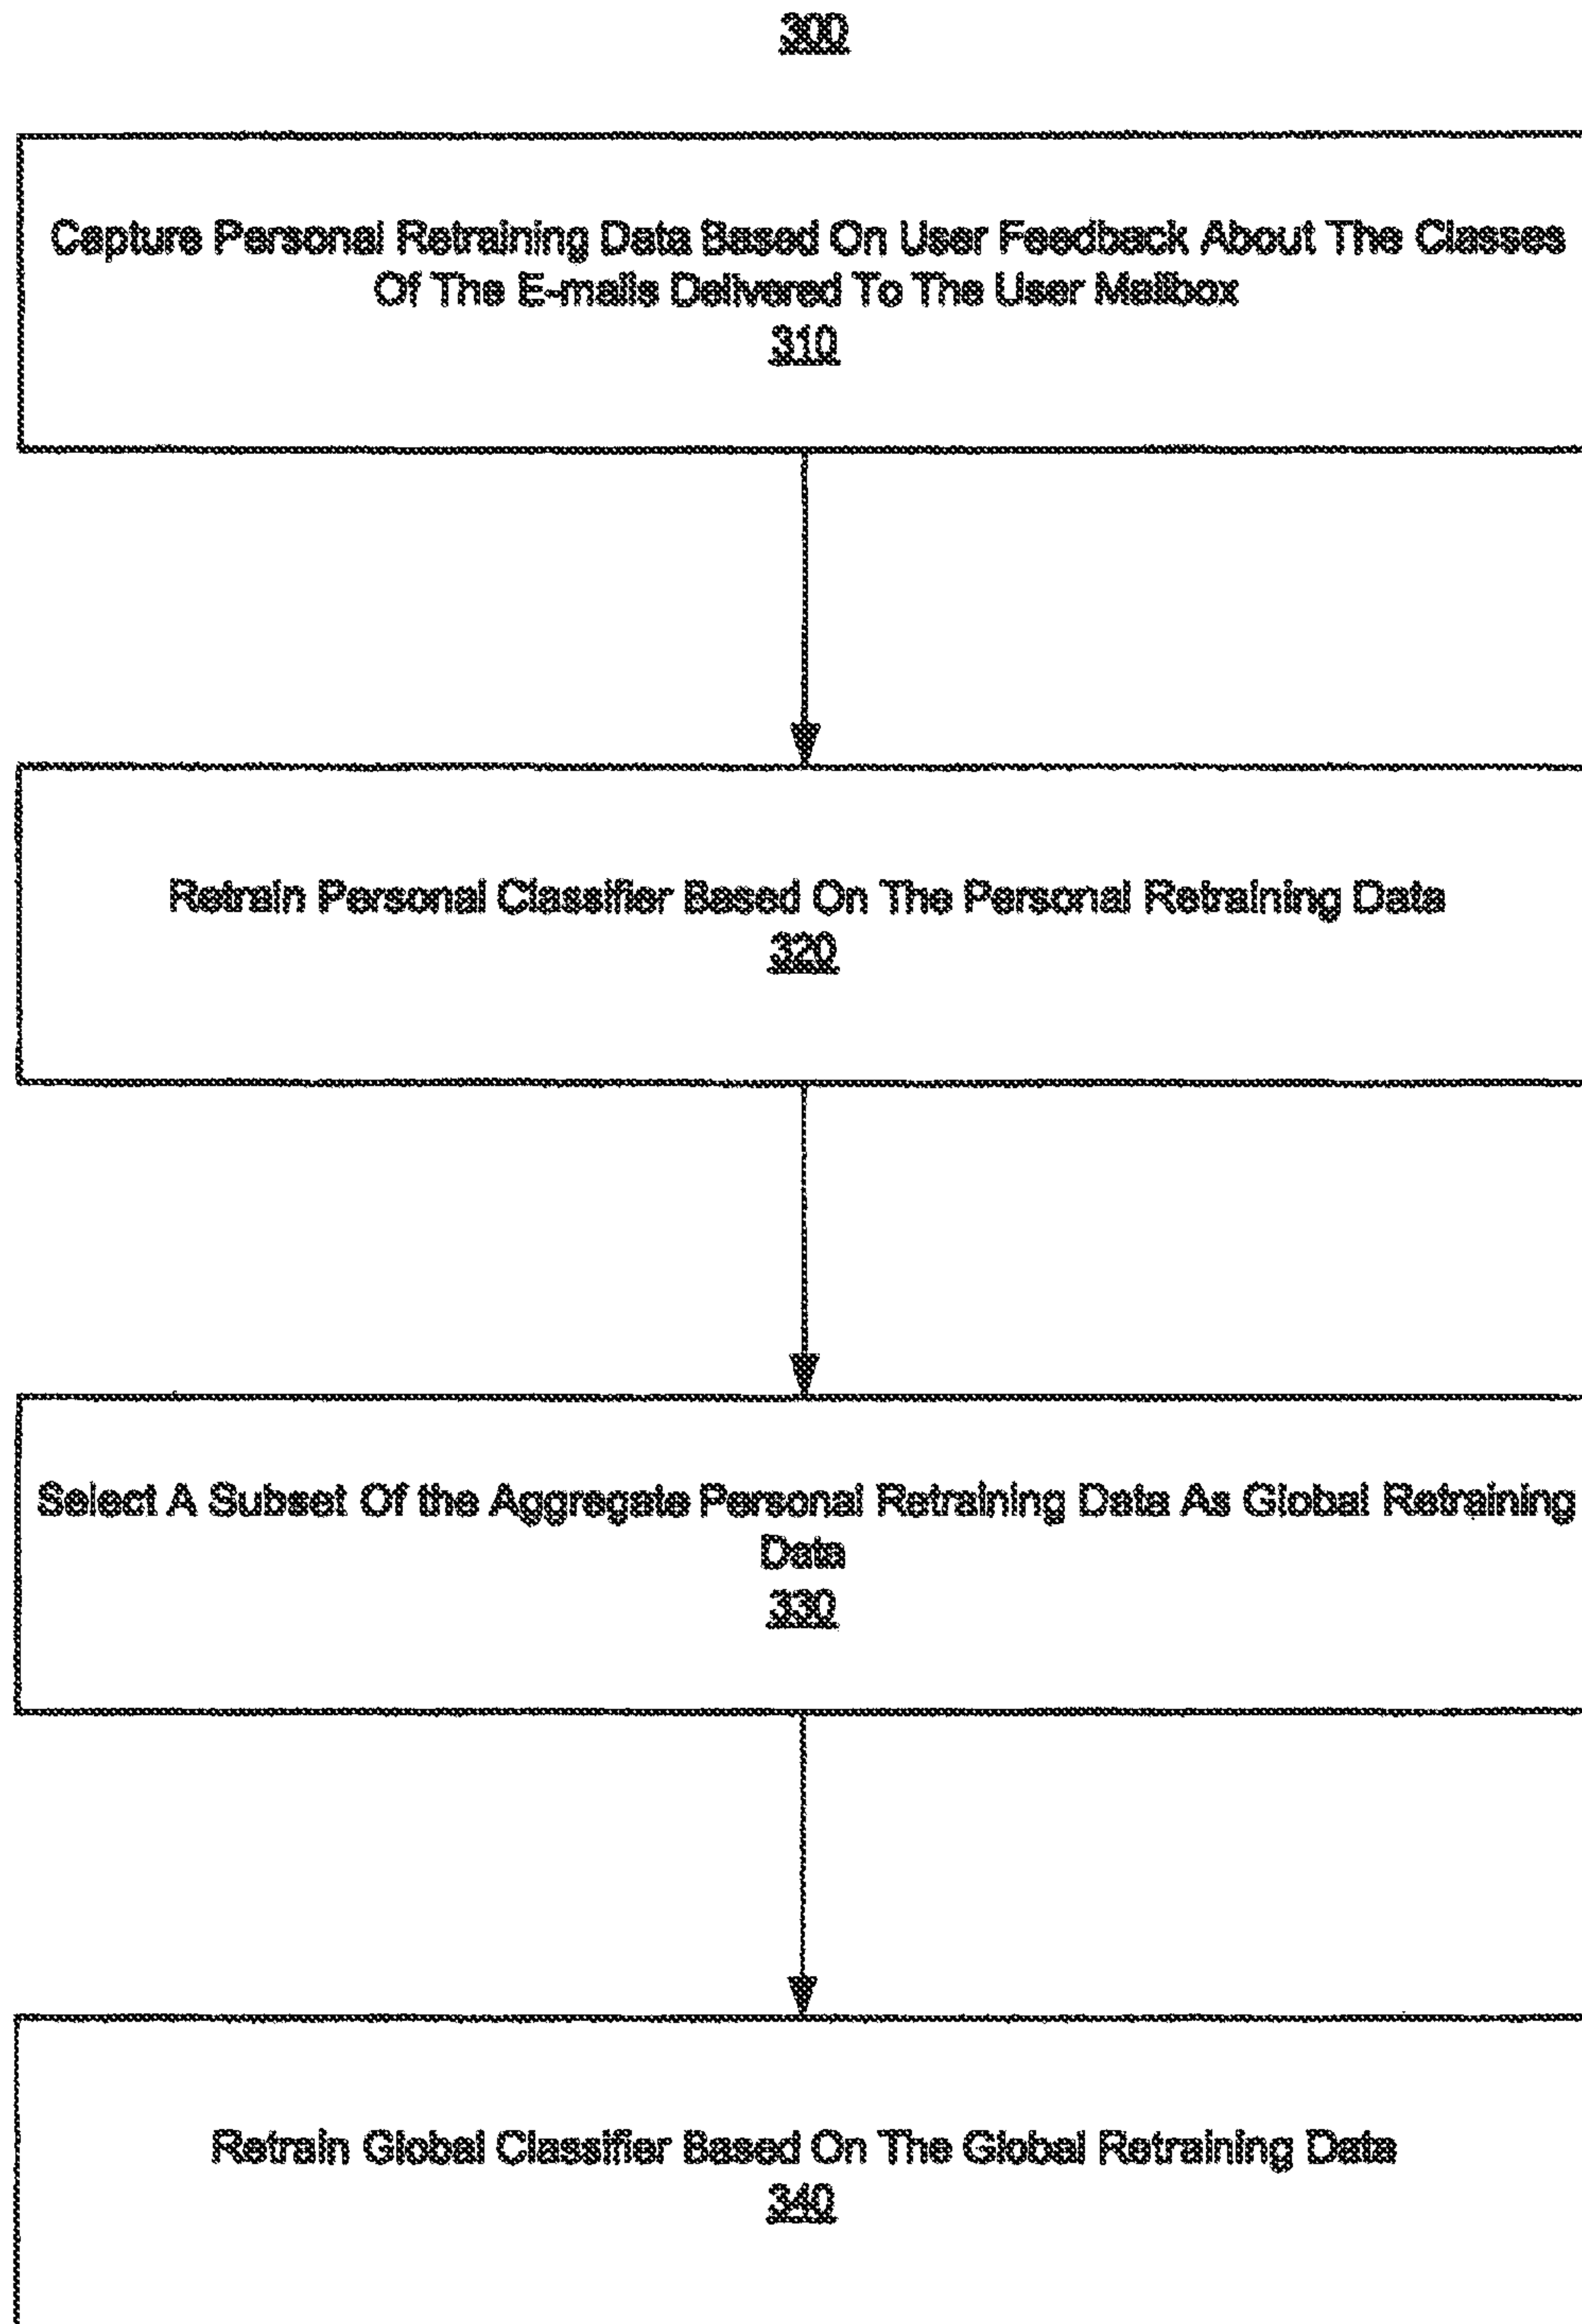 300
Capture Personal Retraining Data Based On User Feedback About The Classes
Of The E-mails Delivered To The User Mailbox
310
Retrain Personal Classifier Based On The Personal Retraining Data
320
Select A Subset Of the Aggregate Personal Retraining Data As Global Retraining
Data
330
Retrain Global Classifier Based On The Global Retraining Data
340